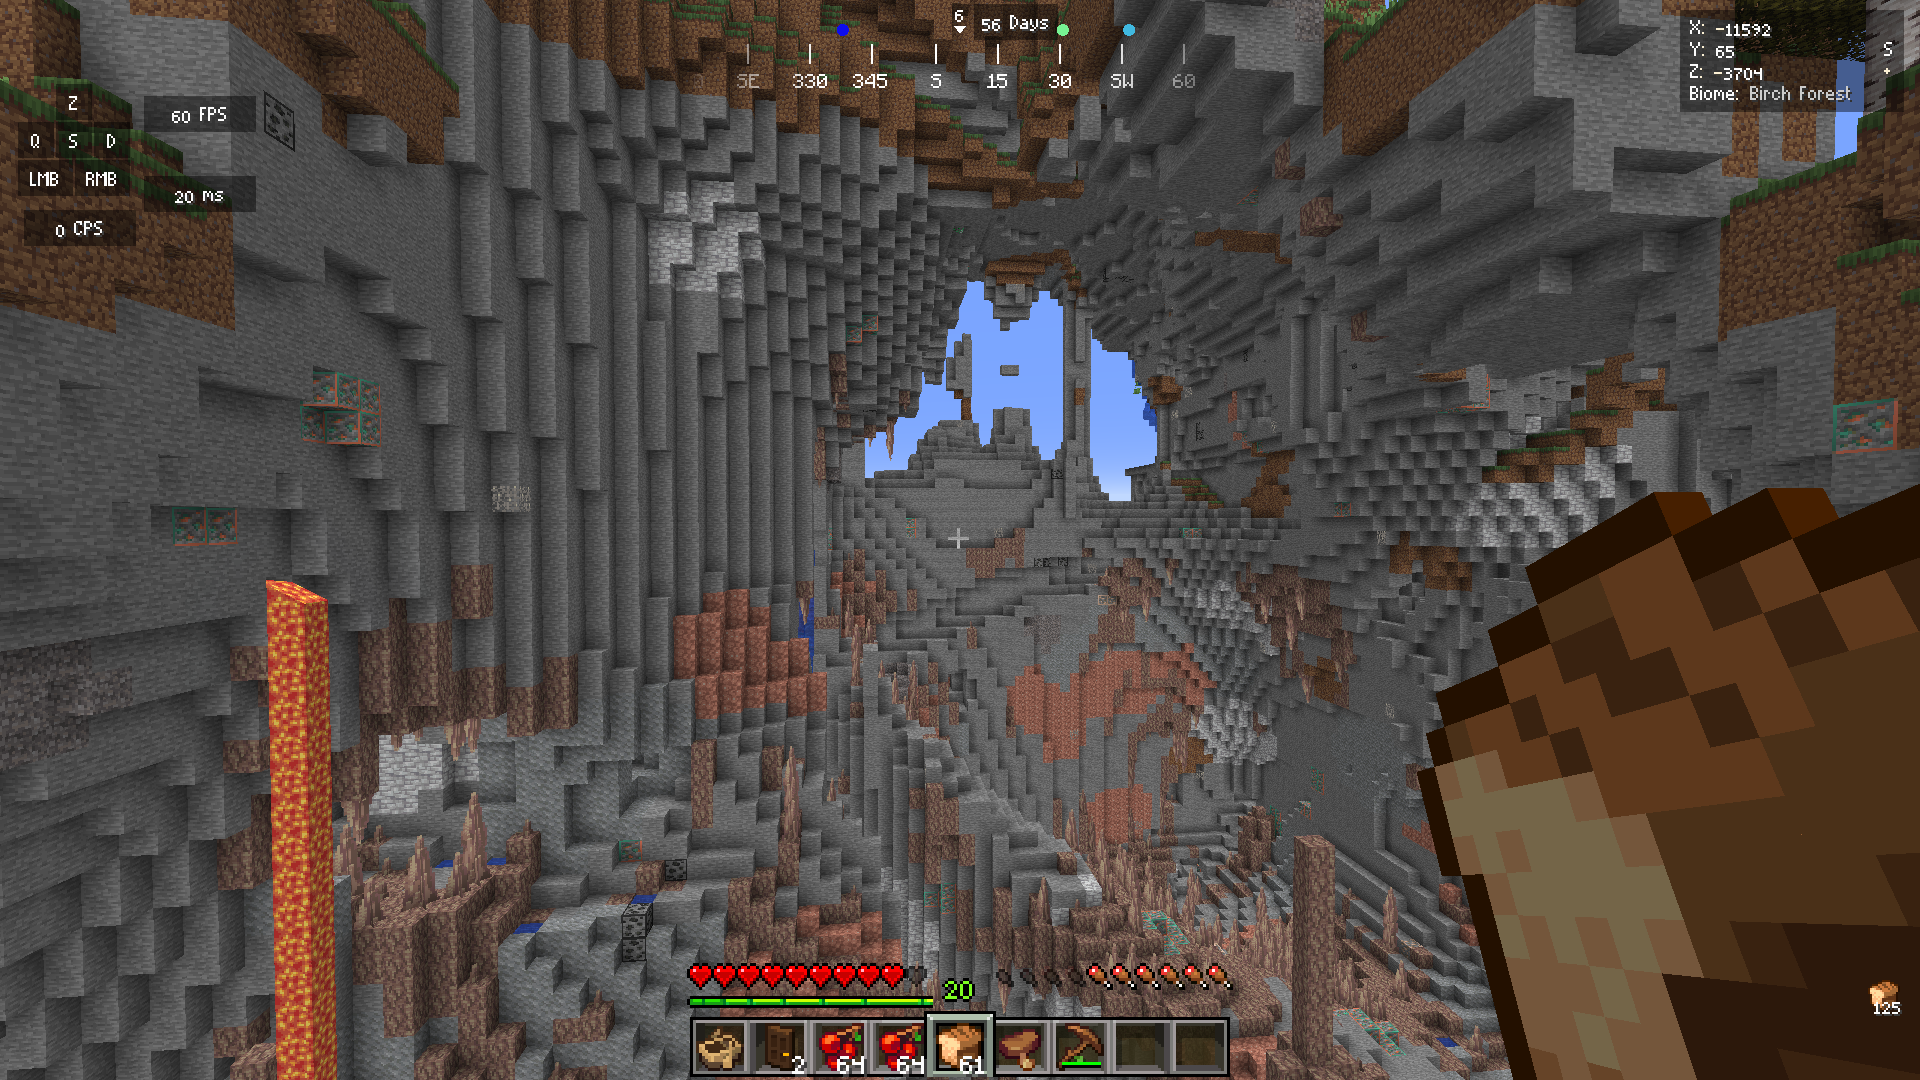 6
56 Days
SE 330 345 S 15 30 SW 60
X: -11592
Y: 65
Z: -3704
Biome: Birch Forest
S
+
Z
Q S D
LMB RMB
0 CPS
60 FPS
20 ms
20
2 64 64 61
125